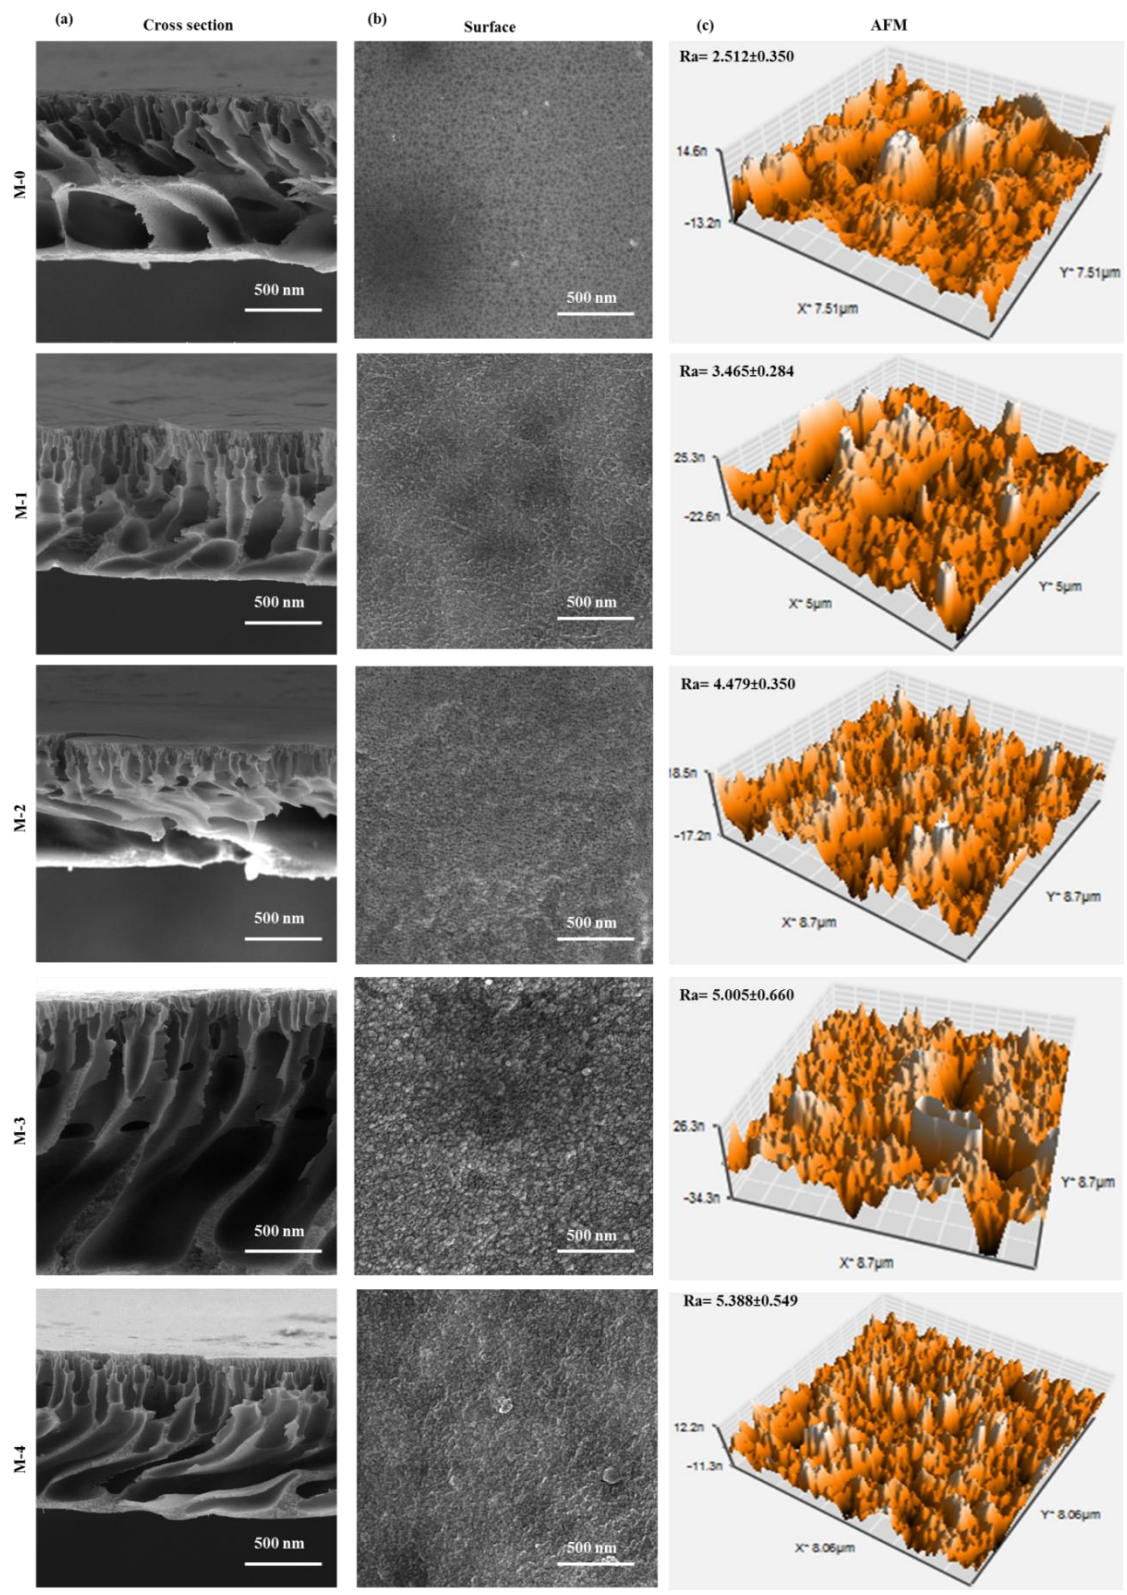 (a)
Cross section
(b)
Surface
(c)
AFM
M-0
500 nm
500 nm
Ra= 2.512±0.350
14.6n
-13.2n
X* 7.51µm
Y* 7.51µm
M-1
500 nm
500 nm
Ra= 3.465±0.284
25.3n
-22.6n
X* 5µm
Y* 5µm
M-2
500 nm
500 nm
Ra= 4.479±0.350
18.5n
-17.2n
X* 8.7µm
Y* 8.7µm
M-3
500 nm
500 nm
Ra= 5.005±0.660
26.3n
-34.3n
X* 8.7µm
Y* 8.7µm
M-4
500 nm
500 nm
Ra= 5.388±0.549
12.2n
-11.3n
X* 8.06µm
Y* 8.06µm